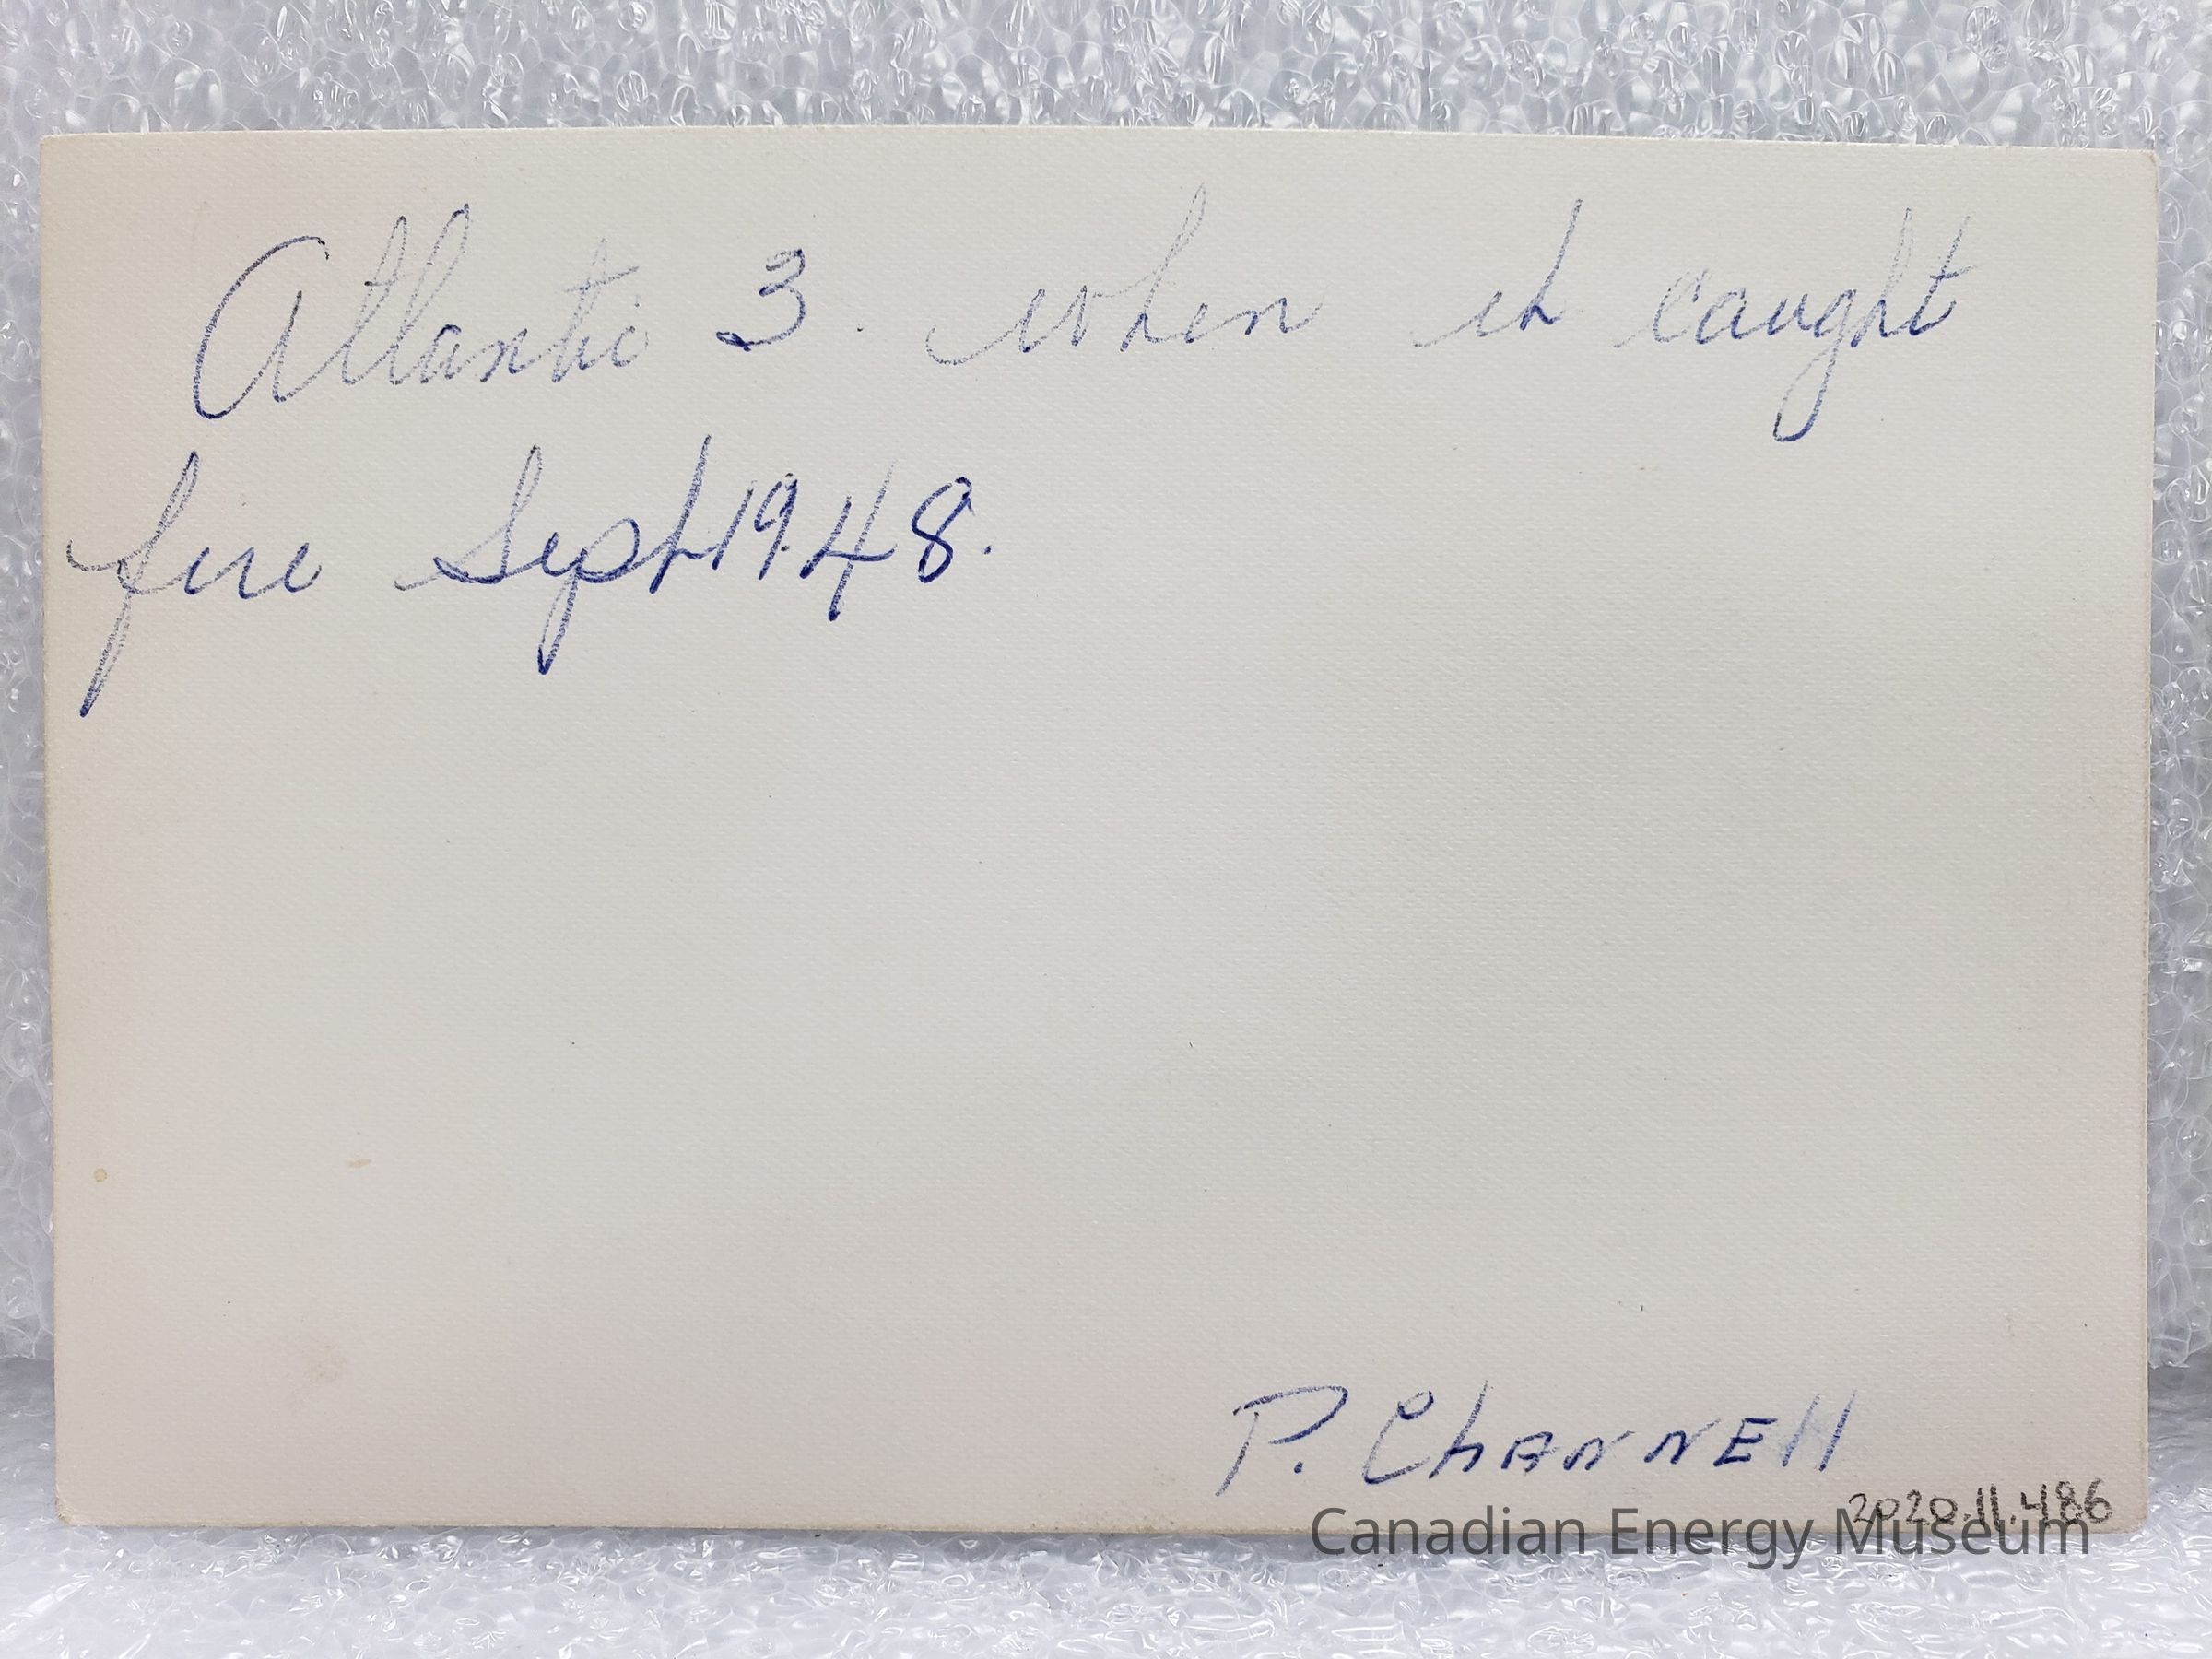 Atlantic 3. when it caught
fire Sept 1948.
P. Channell
2020.11.486
Canadian Energy Museum